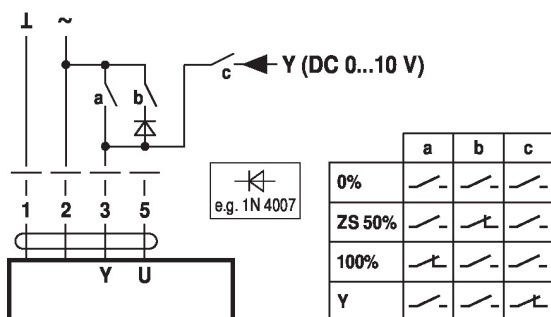 ⊥ ~
a b c Y (DC 0...10 V)
1 2 3 5
Y U
e.g. 1N 4007
a b c
0%
ZS 50%
100%
Y